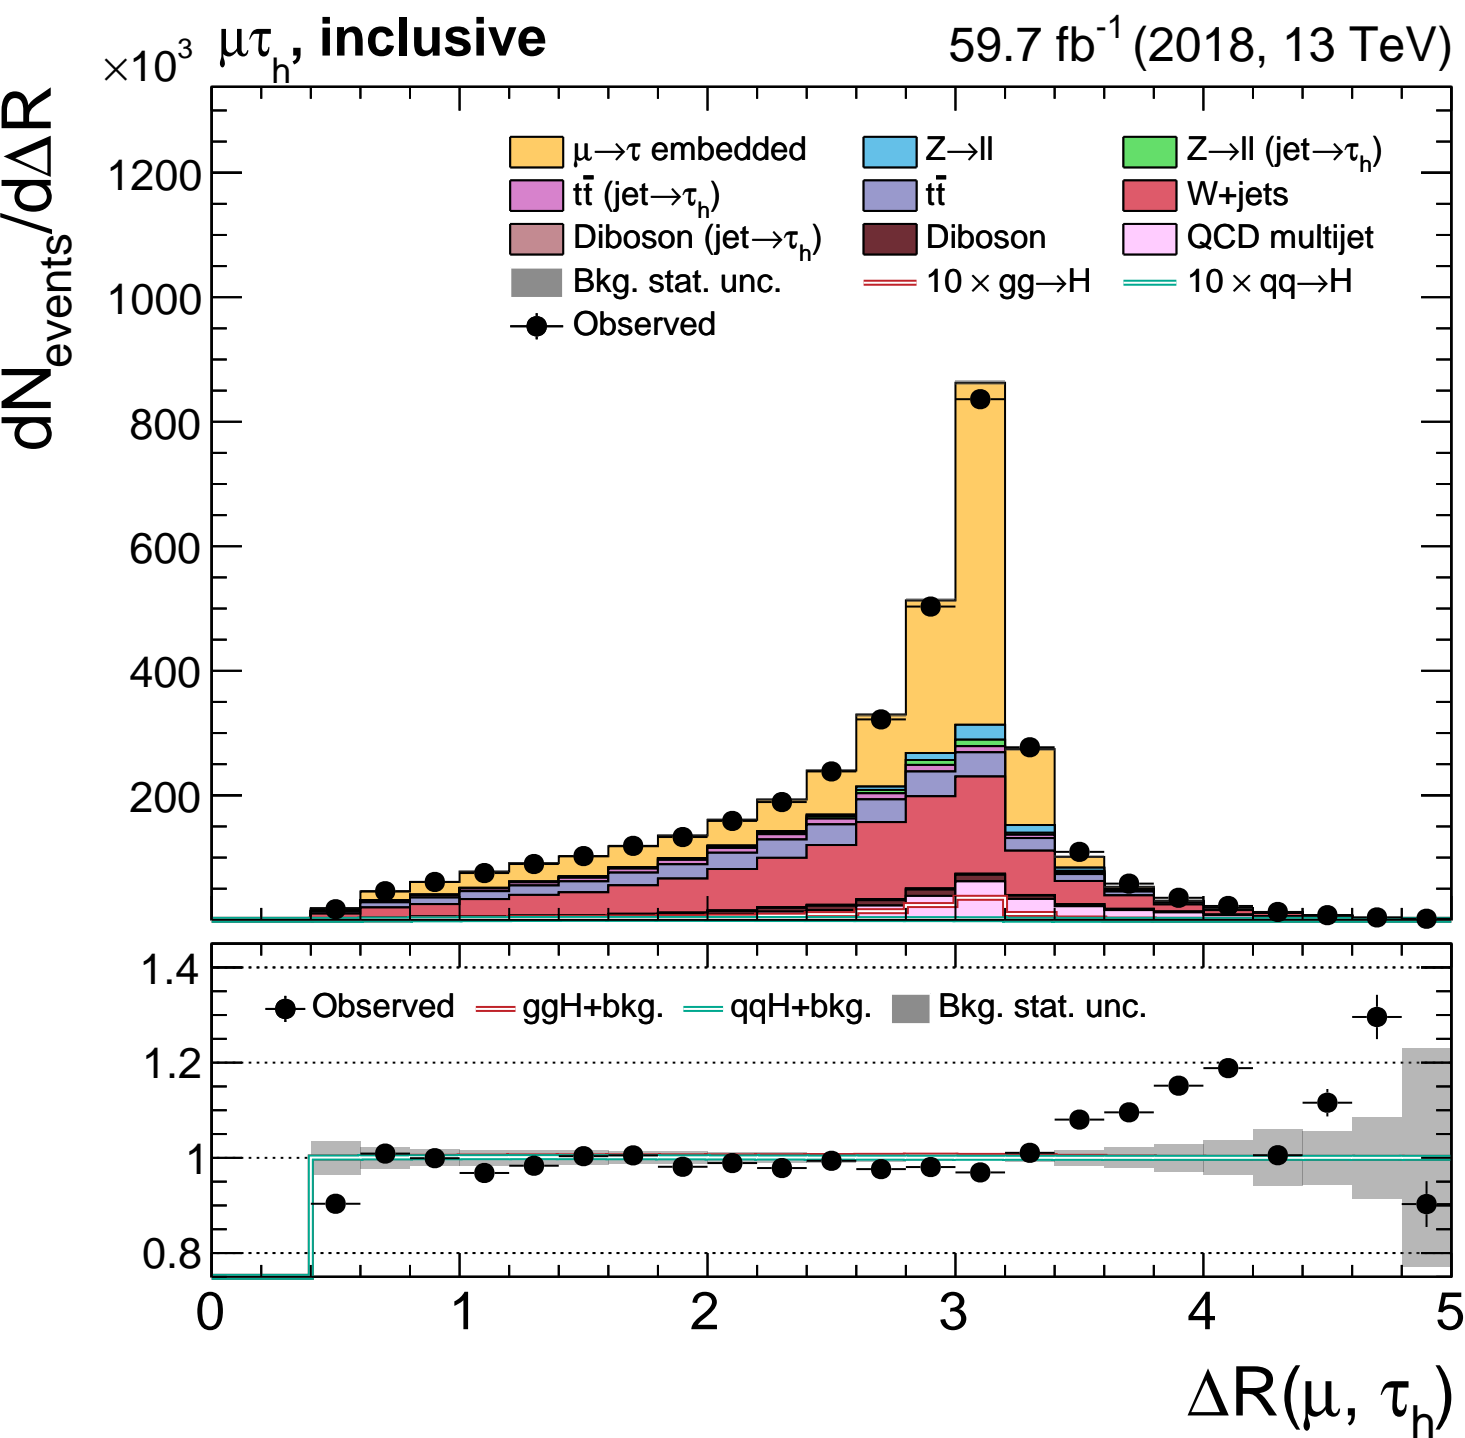 ×10³ μτₕ, inclusive 59.7 fb⁻¹ (2018, 13 TeV)
dN_events/dΔR
μ→τ embedded Z→ll Z→ll (jet→τₕ)
tt̄ (jet→τₕ) tt̄ W+jets
Diboson (jet→τₕ) Diboson QCD multijet
Bkg. stat. unc. 10 × gg→H 10 × qq→H
Observed
1200
1000
800
600
400
200
Observed ggH+bkg. qqH+bkg. Bkg. stat. unc.
1.4
1.2
1
0.8
0 1 2 3 4 5
ΔR(μ, τₕ)